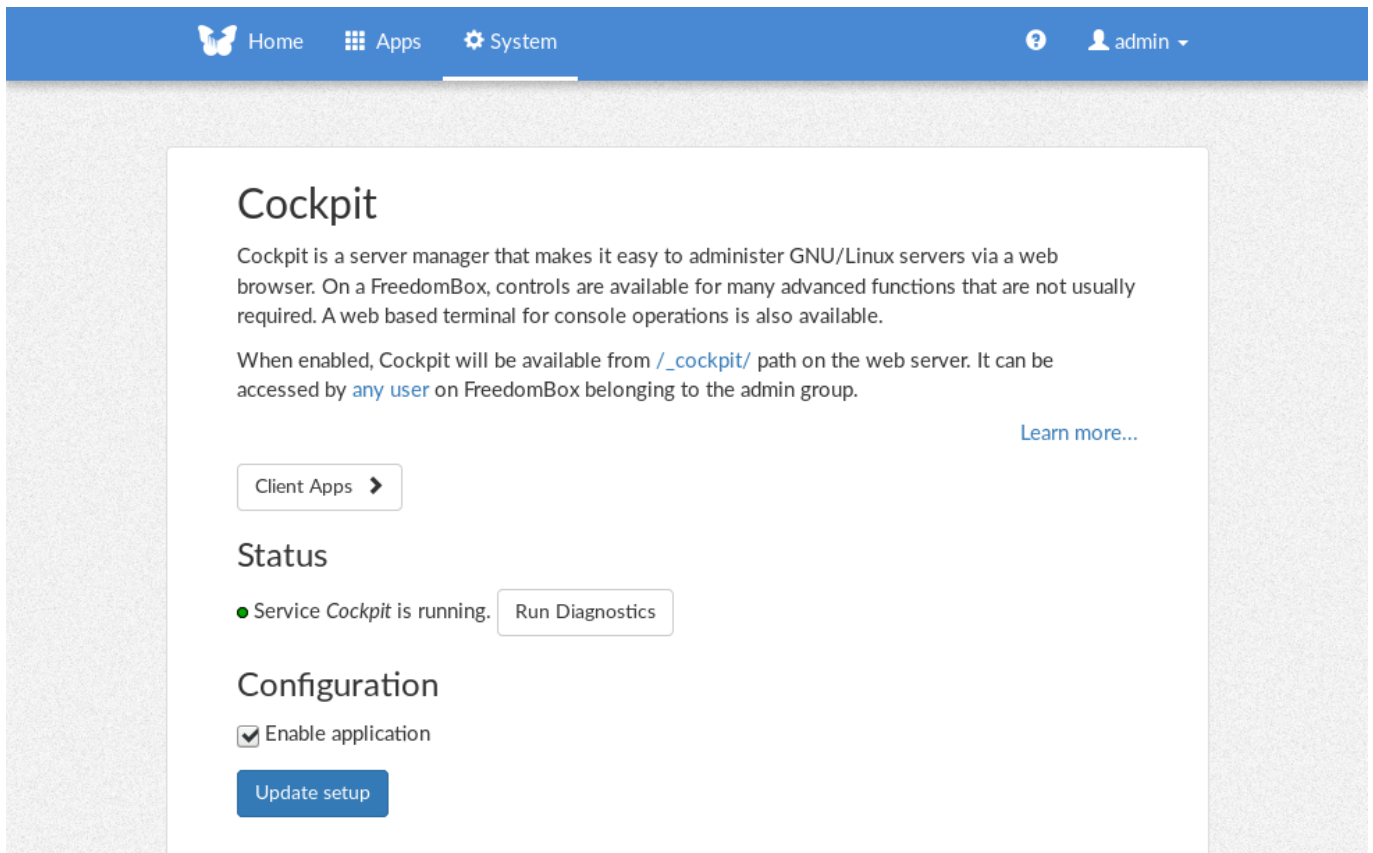 Home Apps System admin
Cockpit
Cockpit is a server manager that makes it easy to administer GNU/Linux servers via a web
browser. On a FreedomBox, controls are available for many advanced functions that are not usually
required. A web based terminal for console operations is also available.
When enabled, Cockpit will be available from /_cockpit/ path on the web server. It can be
accessed by any user on FreedomBox belonging to the admin group.
Learn more...
Client Apps
Status
Service Cockpit is running. Run Diagnostics
Configuration
Enable application
Update setup